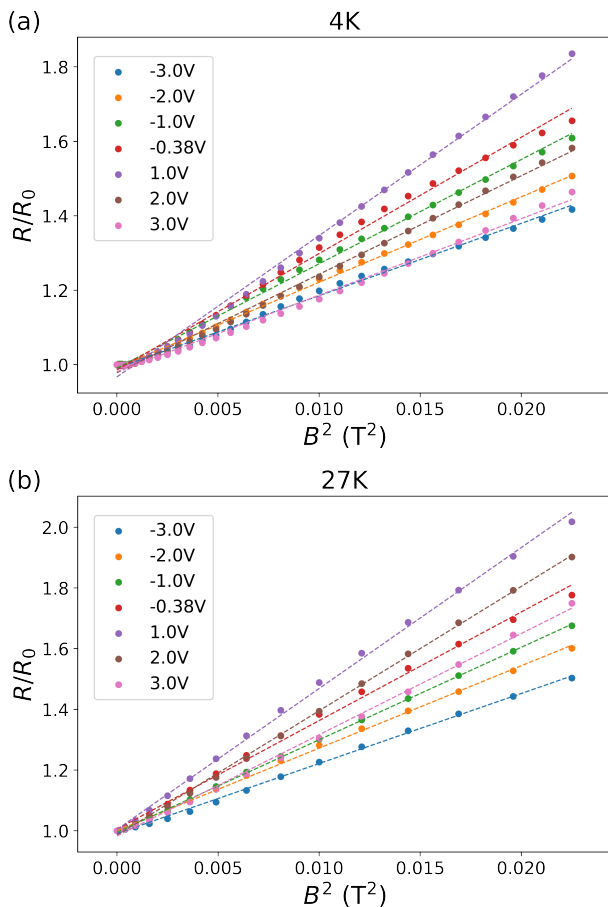 (a)
4K
-3.0V
-2.0V
-1.0V
-0.38V
1.0V
2.0V
3.0V
1.8
1.6
1.4
1.2
1.0
R/R₀
0.000 0.005 0.010 0.015 0.020
B² (T²)
(b)
27K
-3.0V
-2.0V
-1.0V
-0.38V
1.0V
2.0V
3.0V
2.0
1.8
1.6
1.4
1.2
1.0
R/R₀
0.000 0.005 0.010 0.015 0.020
B² (T²)